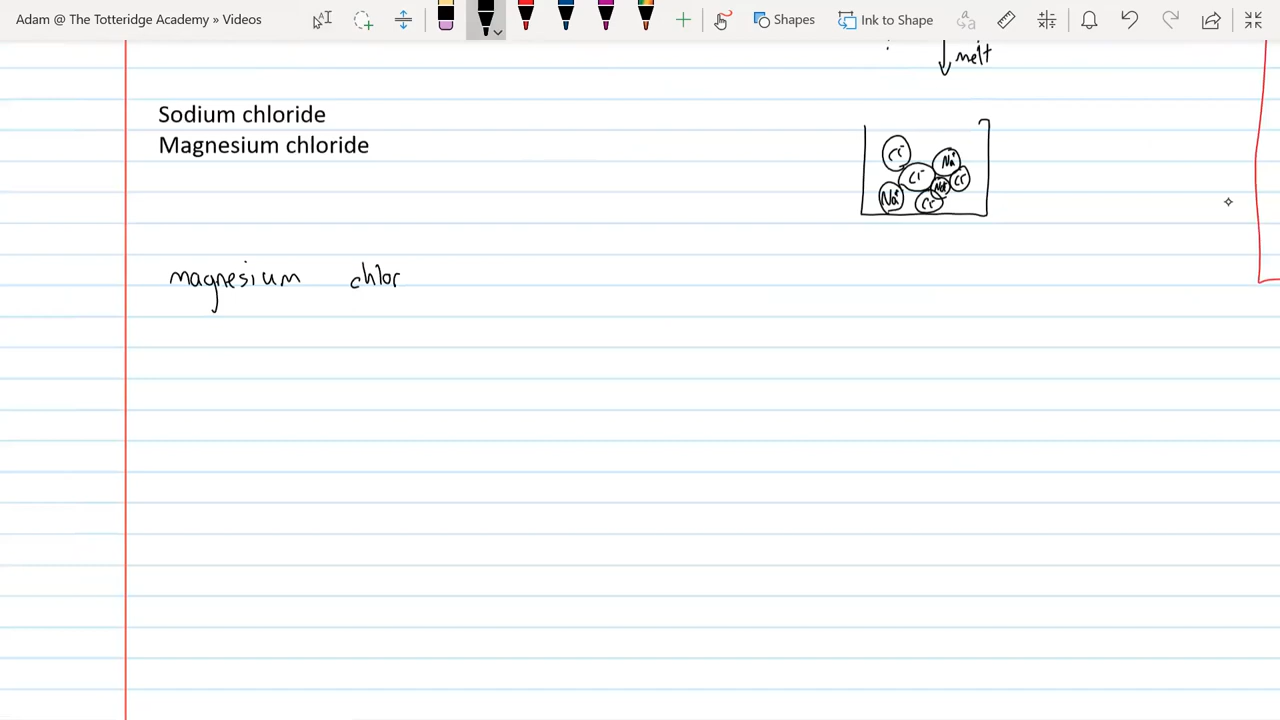 Adam @ The Totteridge Academy » Videos
Shapes
Ink to Shape
melt
Sodium chloride
Magnesium chloride
Cl⁻
Na⁺
Cl⁻
Na⁺
Cl⁻
Na⁺
Cl⁻
magnesium chlor